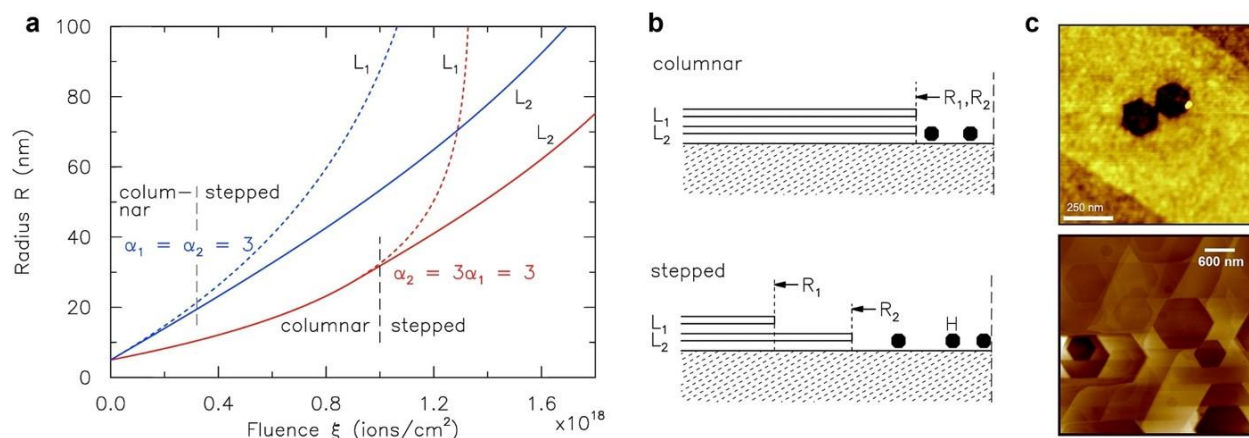 a
100
80
60
40
20
0
Radius R (nm)
0.0 0.4 0.8 1.2 1.6
×10¹⁸
Fluence ξ (ions/cm²)
L₁
L₁
L₂
L₂
colum-
nar
stepped
α₁ = α₂ = 3
α₂ = 3α₁ = 3
columnar stepped
b
columnar
R₁,R₂
L₁
L₂
stepped
R₁
R₂
H
L₁
L₂
c
250 nm
600 nm